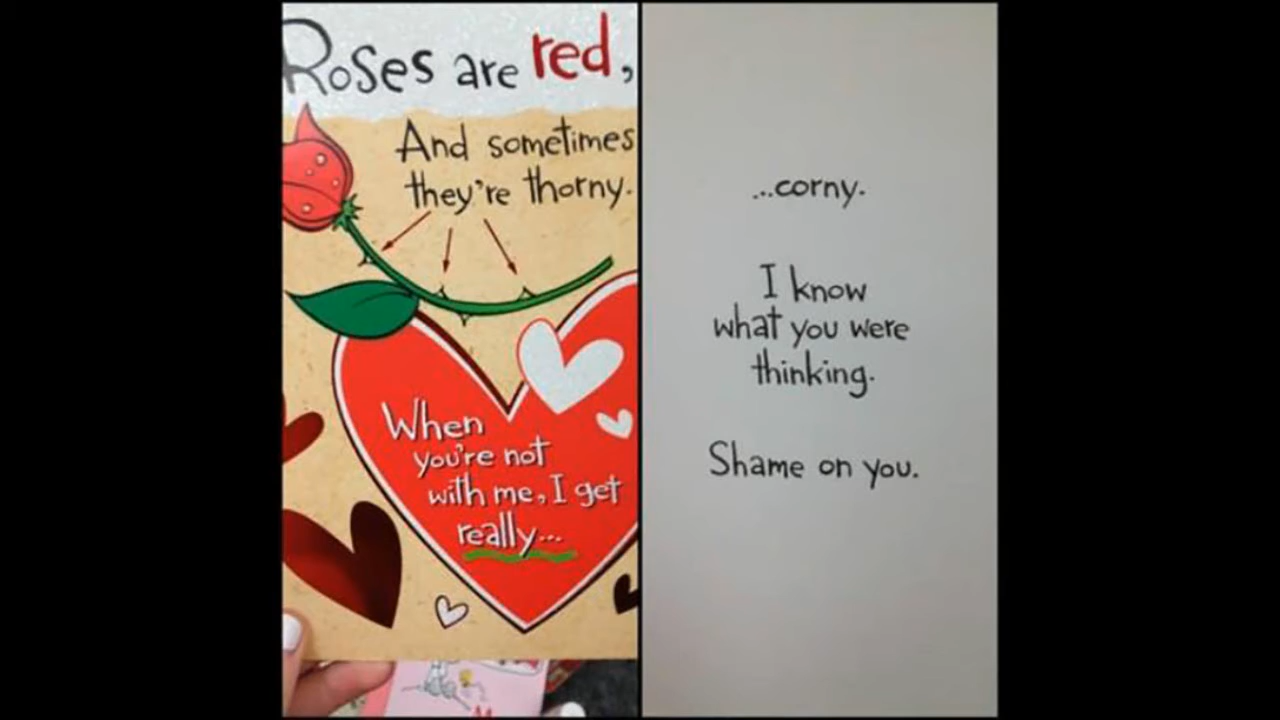 Roses are red,
And sometimes
they're thorny.
When
you're not
with me, I get
really...
...corny.
I know
what you were
thinking.
Shame on you.